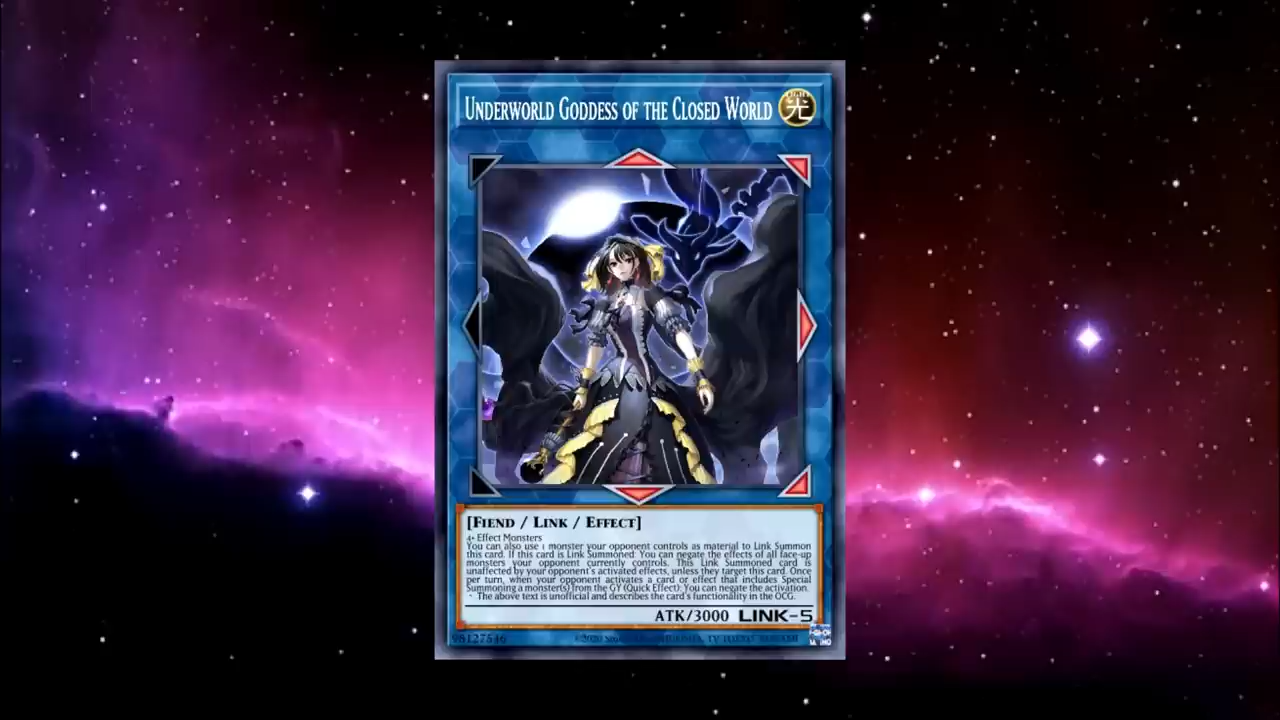 UNDERWORLD GODDESS OF THE CLOSED WORLD
LIGHT
光
[FIEND / LINK / EFFECT]
4+ Effect Monsters
You can also use 1 monster your opponent controls as material to Link Summon
this card. If this card is Link Summoned: You can negate the effects of all face-up
monsters your opponent currently controls. This Link Summoned card is
unaffected by your opponent's activated effects, unless they target this card. Once
per turn, when your opponent activates a card or effect that includes Special
Summoning a monster(s) from the GY (Quick Effect): You can negate the activation.
* The above text is unofficial and describes the card's functionality in the OCG.
ATK/3000 LINK-5
98127546
©2020